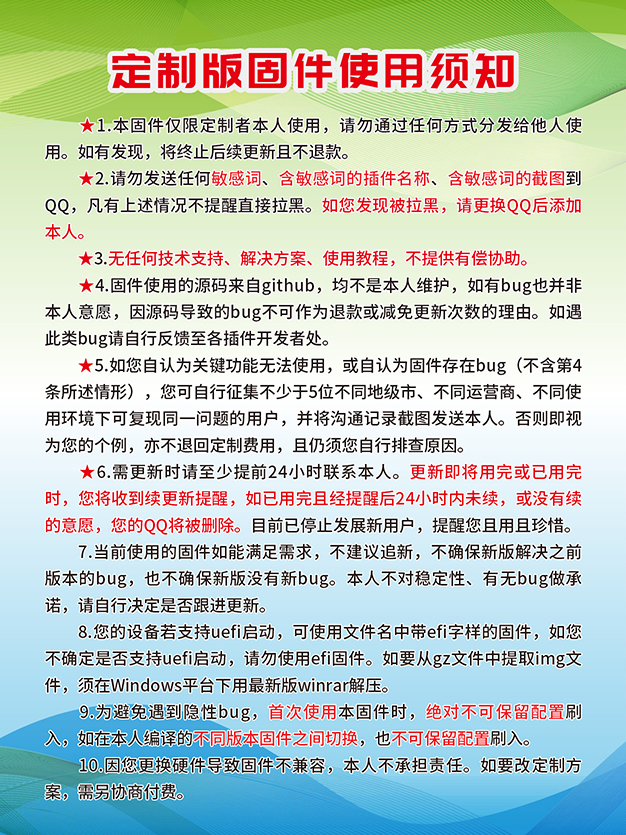 定制版固件使用须知
★1.本固件仅限定制者本人使用，请勿通过任何方式分发给他人使
用。如有发现，将终止后续更新且不退款。
★2.请勿发送任何敏感词、含敏感词的插件名称、含敏感词的截图到
QQ，凡有上述情况不提醒直接拉黑。如您发现被拉黑，请更换QQ后添加
本人。
★3.无任何技术支持、解决方案、使用教程，不提供有偿协助。
★4.固件使用的源码来自github，均不是本人维护，如有bug也并非
本人意愿，因源码导致的bug不可作为退款或减免更新次数的理由。如遇
此类bug请自行反馈至各插件开发者处。
★5.如您自认为关键功能无法使用，或自认为固件存在bug（不含第4
条所述情形），您可自行征集不少于5位不同地级市、不同运营商、不同使
用环境下可复现同一问题的用户，并将沟通记录截图发送本人。否则即视
为您的个例，亦不退回定制费用，且仍须您自行排查原因。
★6.需更新时请至少提前24小时联系本人。更新即将用完或已用完
时，您将收到续更新提醒，如已用完且经提醒后24小时内未续，或没有续
的意愿，您的QQ将被删除。目前已停止发展新用户，提醒您且用且珍惜。
7.当前使用的固件如能满足需求，不建议追新，不确保新版解决之前
版本的bug，也不确保新版没有新bug。本人不对稳定性、有无bug做承
诺，请自行决定是否跟进更新。
8.您的设备若支持uefi启动，可使用文件名中带efi字样的固件，如您
不确定是否支持uefi启动，请勿使用efi固件。如要从gz文件中提取img文
件，须在Windows平台下用最新版winrar解压。
9.为避免遇到隐性bug，首次使用本固件时，绝对不可保留配置刷
入，如在本人编译的不同版本固件之间切换，也不可保留配置刷入。
10.因您更换硬件导致固件不兼容，本人不承担责任。如要改定制方
案，需另协商付费。